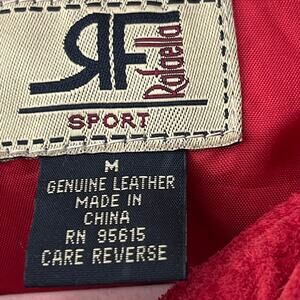 RF
Rafaella
SPORT
M
GENUINE LEATHER
MADE IN
CHINA
RN 95615
CARE REVERSE